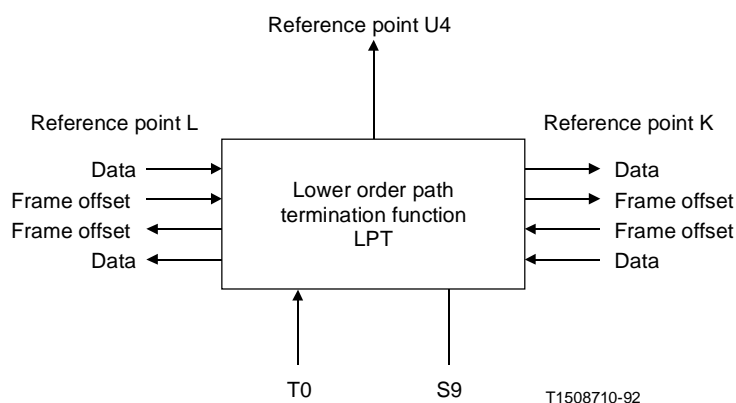 Reference point U4
Reference point L
Reference point K
Data
Data
Frame offset
Frame offset
Frame offset
Frame offset
Data
Data
Lower order path
termination function
LPT
T0
S9
T1508710-92